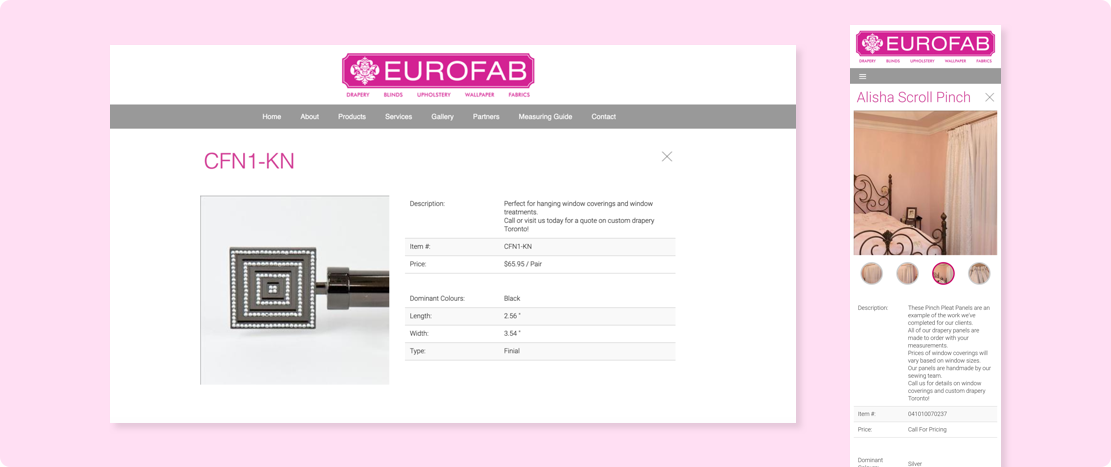 EUROFAB
DRAPERY BLINDS UPHOLSTERY WALLPAPER FABRICS
Home About Products Services Gallery Partners Measuring Guide Contact
CFN1-KN
Description: Perfect for hanging window coverings and window
treatments.
Call or visit us today for a quote on custom drapery
Toronto!
Item #: CFN1-KN
Price: $65.95 / Pair
Dominant Colours: Black
Length: 2.56 "
Width: 3.54 "
Type: Finial
EUROFAB
DRAPERY BLINDS UPHOLSTERY WALLPAPER FABRICS
Alisha Scroll Pinch
Description: These Pinch Pleat Panels are an
example of the work we've
completed for our clients.
All of our drapery panels are
made to order with your
measurements.
Prices of window coverings will
vary based on window sizes.
Our panels are handmade by our
sewing team.
Call us for details on window
coverings and custom drapery
Toronto!
Item #: 041010070237
Price: Call For Pricing
Dominant
Silver